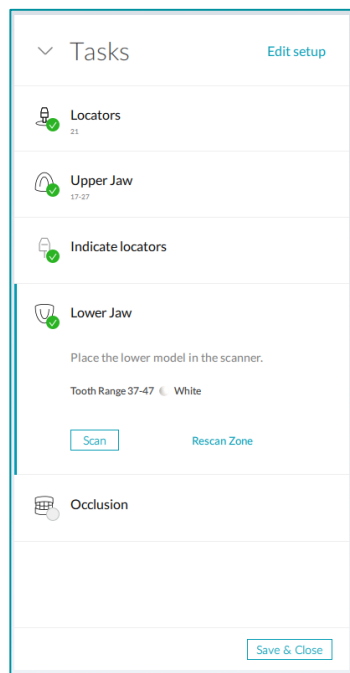 Tasks
Edit setup
Locators
21
Upper Jaw
17-27
Indicate locators
Lower Jaw
Place the lower model in the scanner.
Tooth Range 37-47 White
Scan
Rescan Zone
Occlusion
Save & Close